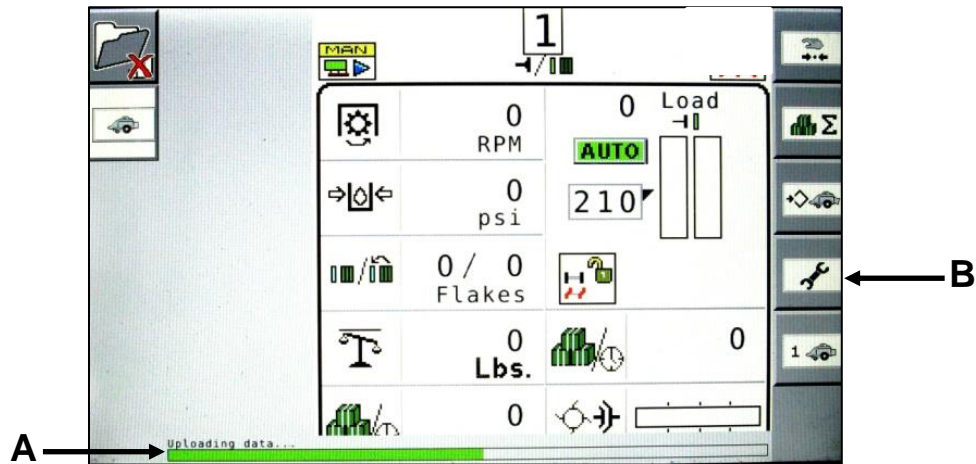 1
MAN
0
RPM
0
Load
AUTO
0
psi
210
0/ 0
Flakes
0
Lbs.
0
1
0
Uploading data...
A
B